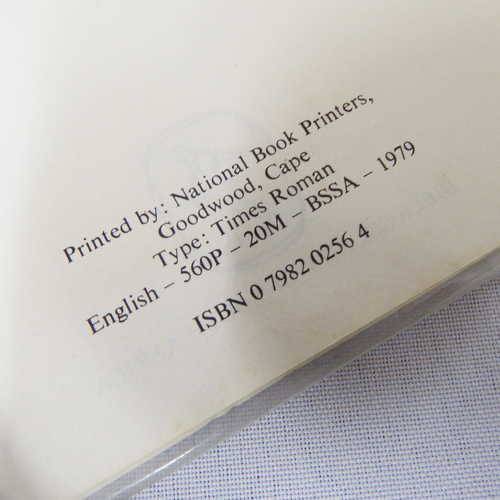 Printed by: National Book Printers,
Goodwood, Cape
Type: Times Roman
English – 560P – 20M – BSSA – 1979
ISBN 0 7982 0256 4